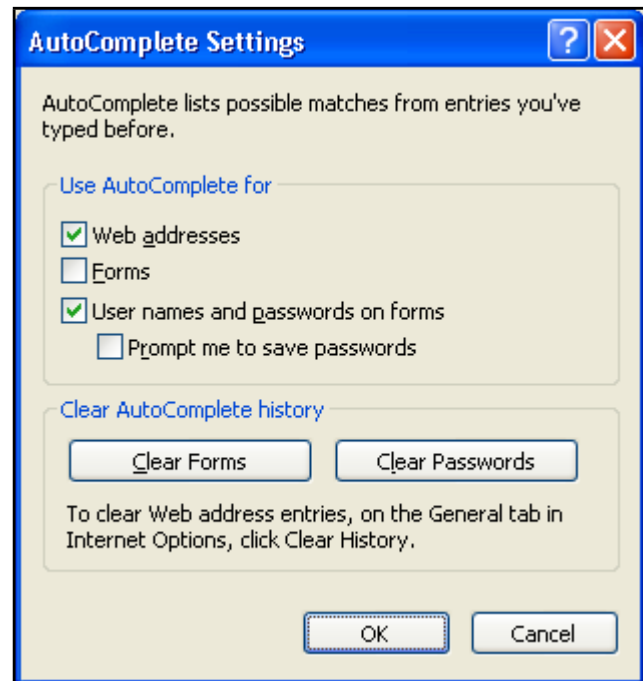 AutoComplete Settings
?
AutoComplete lists possible matches from entries you've
typed before.
Use AutoComplete for
Web addresses
Forms
User names and passwords on forms
Prompt me to save passwords
Clear AutoComplete history
Clear Forms
Clear Passwords
To clear Web address entries, on the General tab in
Internet Options, click Clear History.
OK
Cancel